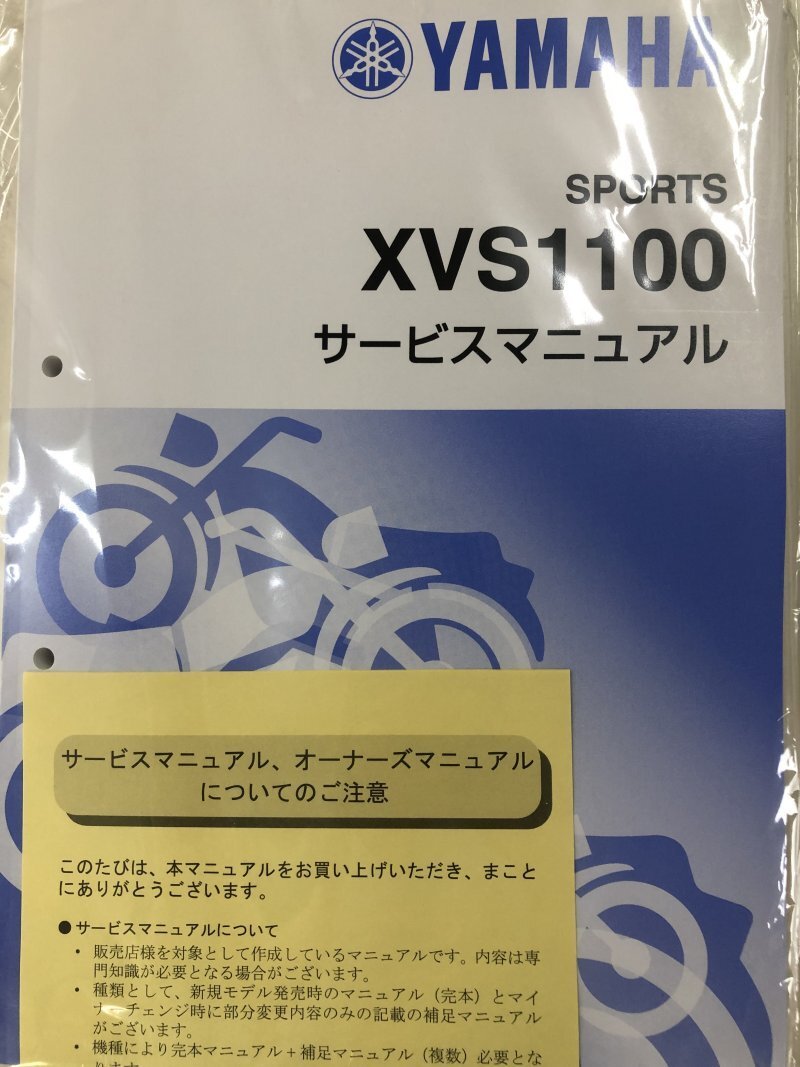 YAMAHA
SPORTS
XVS1100
サービスマニュアル
サービスマニュアル、オーナーズマニュアル
についてのご注意
このたびは、本マニュアルをお買い上げいただき、まこと
にありがとうございます。
●サービスマニュアルについて
・ 販売店様を対象として作成しているマニュアルです。内容は専
門知識が必要となる場合がございます。
・ 種類として、新規モデル発売時のマニュアル（完本）とマイ
ナーチェンジ時に部分変更内容のみの記載の補足マニュアル
がございます。
・ 機種により完本マニュアル+補足マニュアル（複数）必要とな
ります